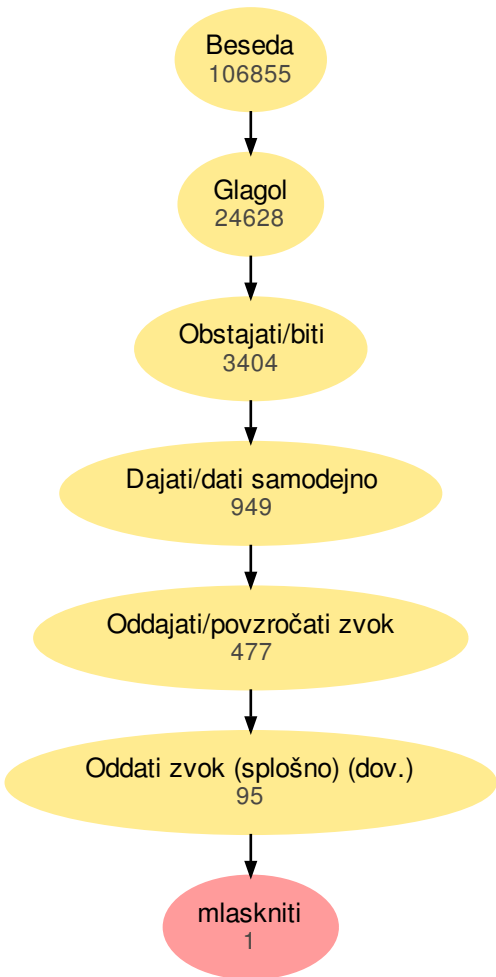 Beseda
106855
Glagol
24628
Obstajati/biti
3404
Dajati/dati samodejno
949
Oddajati/povzročati zvok
477
Oddati zvok (splošno) (dov.)
95
mlaskniti
1